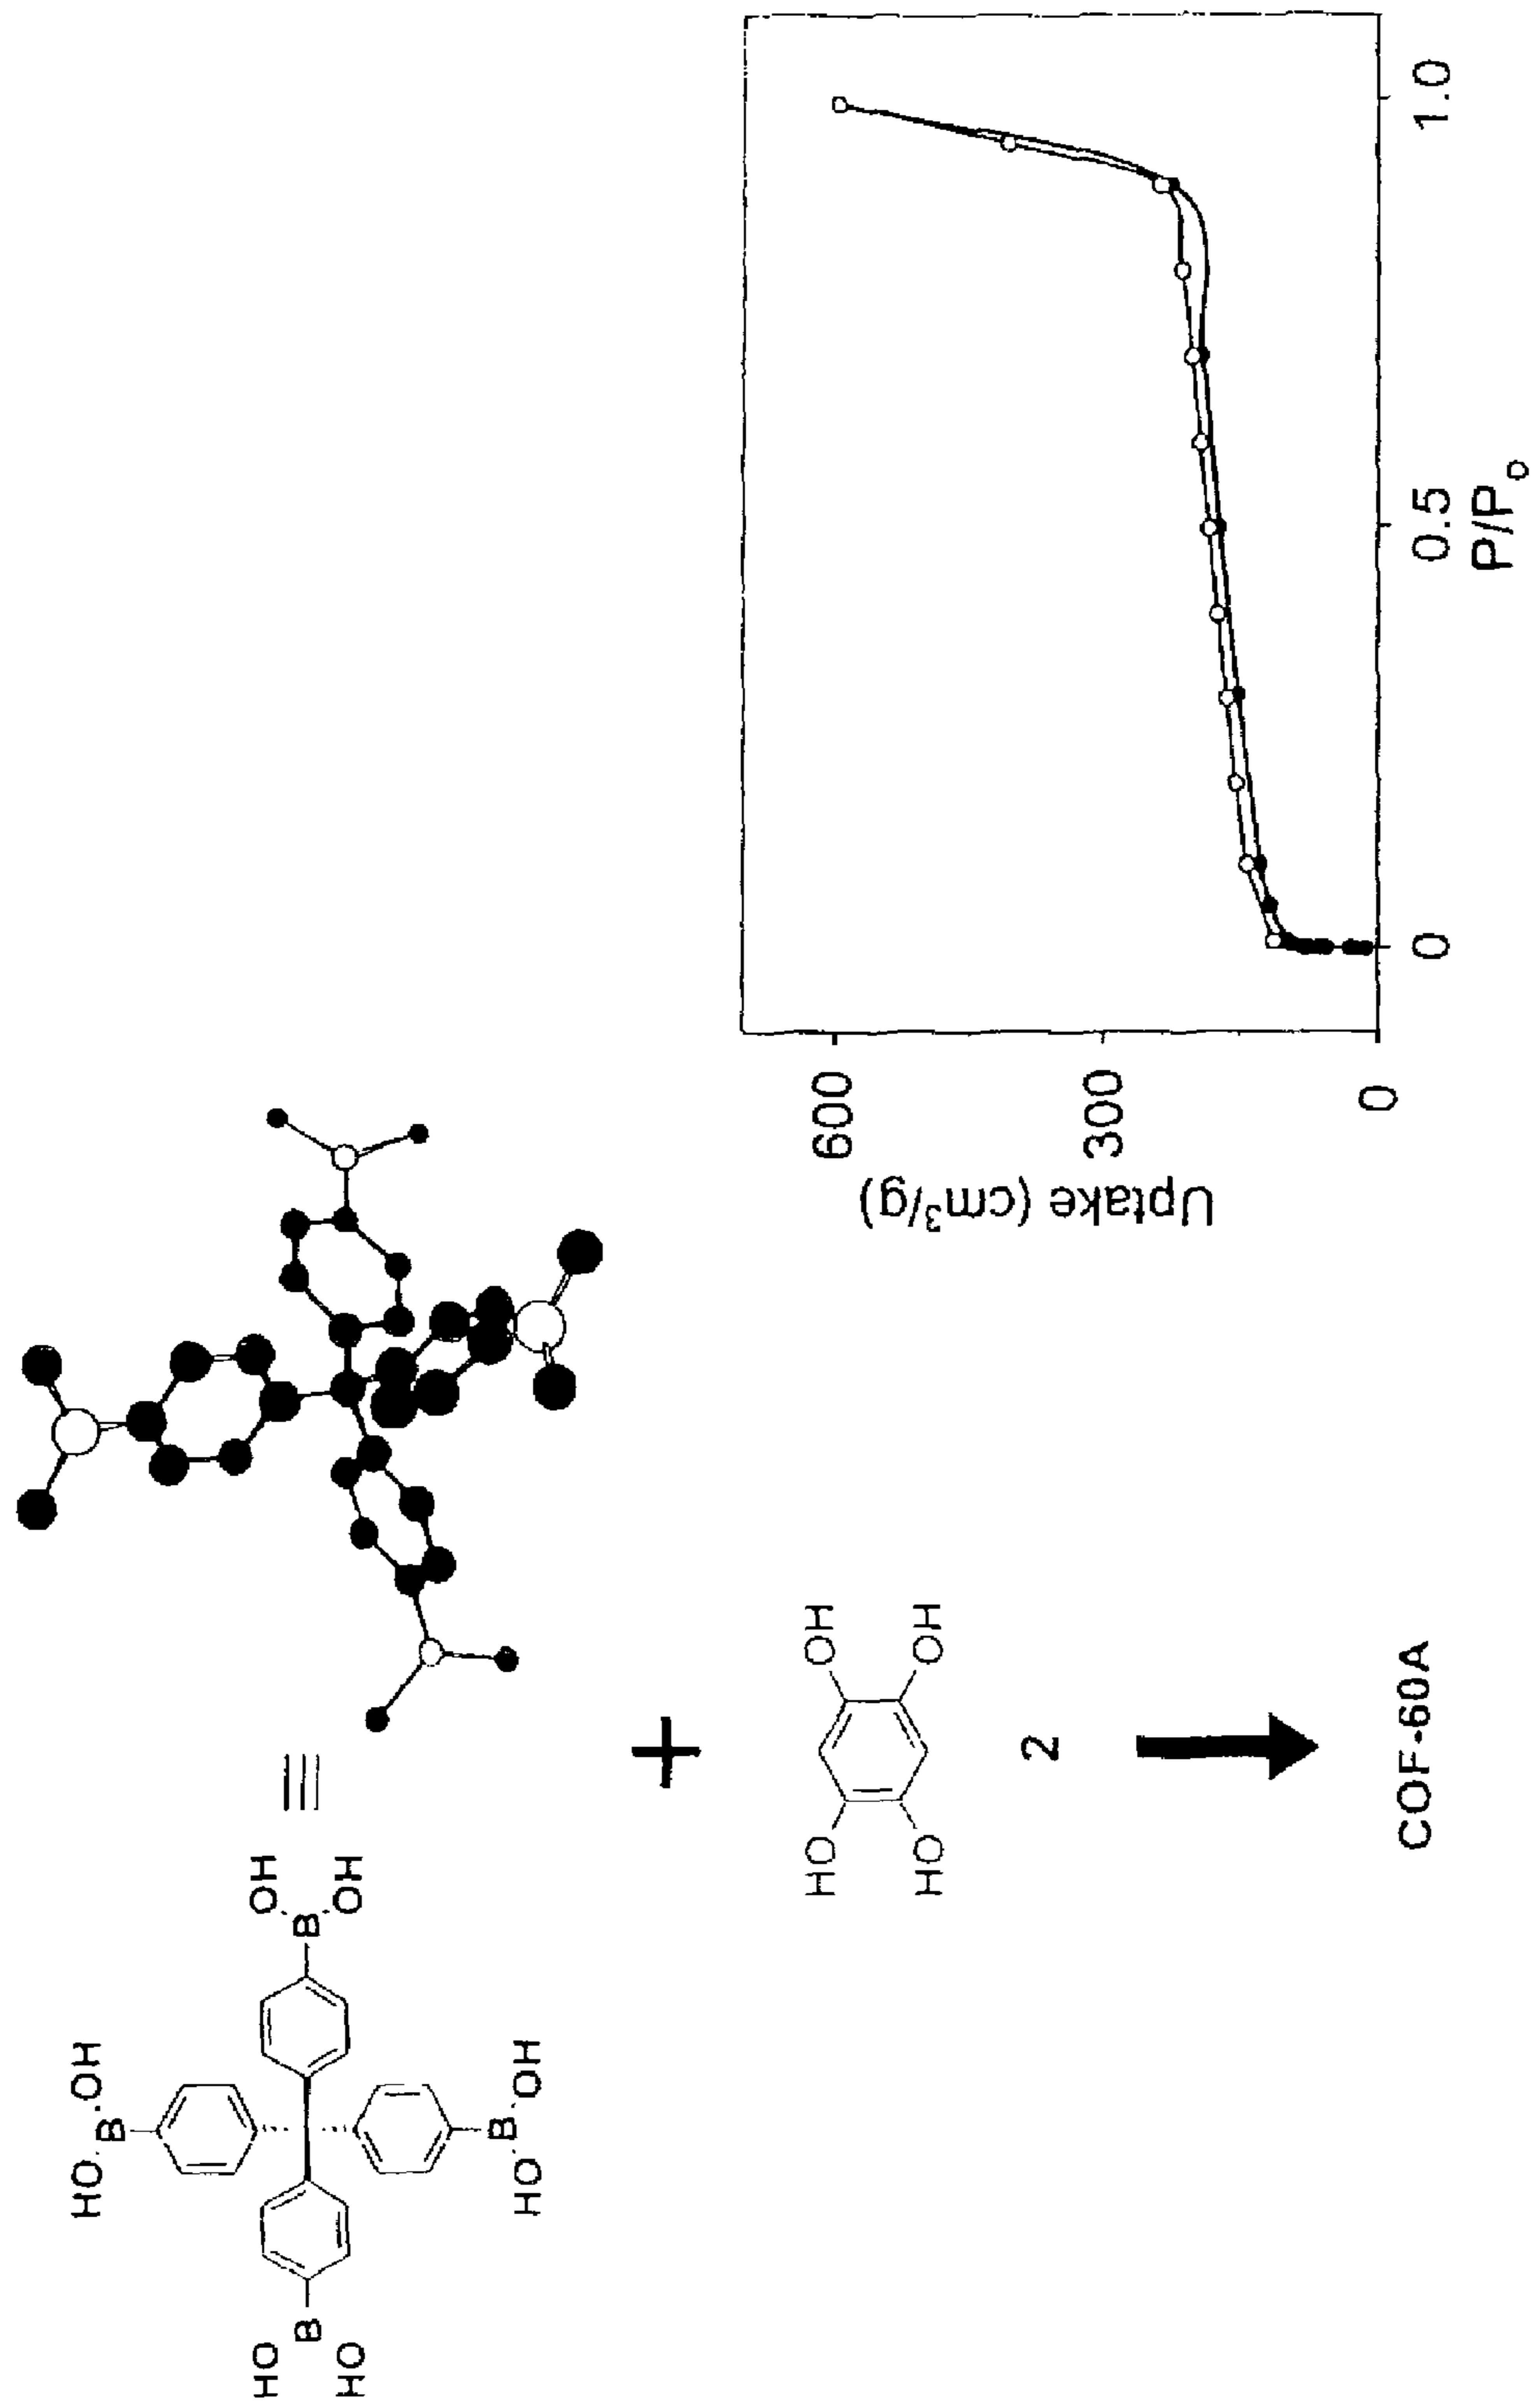 HO OH
B
HO OH
B B
HO OH
B
HO OH
≡
+
HO OH
HO OH
2
COF-60A
Uptake (cm³/g)
600
300
0
0 0.5 1.0
P/Pₒ